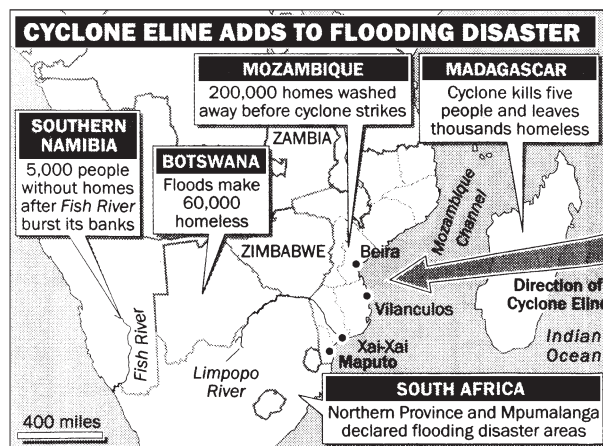 CYCLONE ELINE ADDS TO FLOODING DISASTER
MOZAMBIQUE
200,000 homes washed
away before cyclone strikes
MADAGASCAR
Cyclone kills five
people and leaves
thousands homeless
SOUTHERN
NAMIBIA
5,000 people
without homes
after Fish River
burst its banks
BOTSWANA
Floods make
60,000
homeless
ZAMBIA
ZIMBABWE
Mozambique
Channel
Beira
Vilanculos
Direction of
Cyclone Eline
Indian
Ocean
Fish River
Limpopo
River
Xai-Xai
Maputo
SOUTH AFRICA
Northern Province and Mpumalanga
declared flooding disaster areas
400 miles